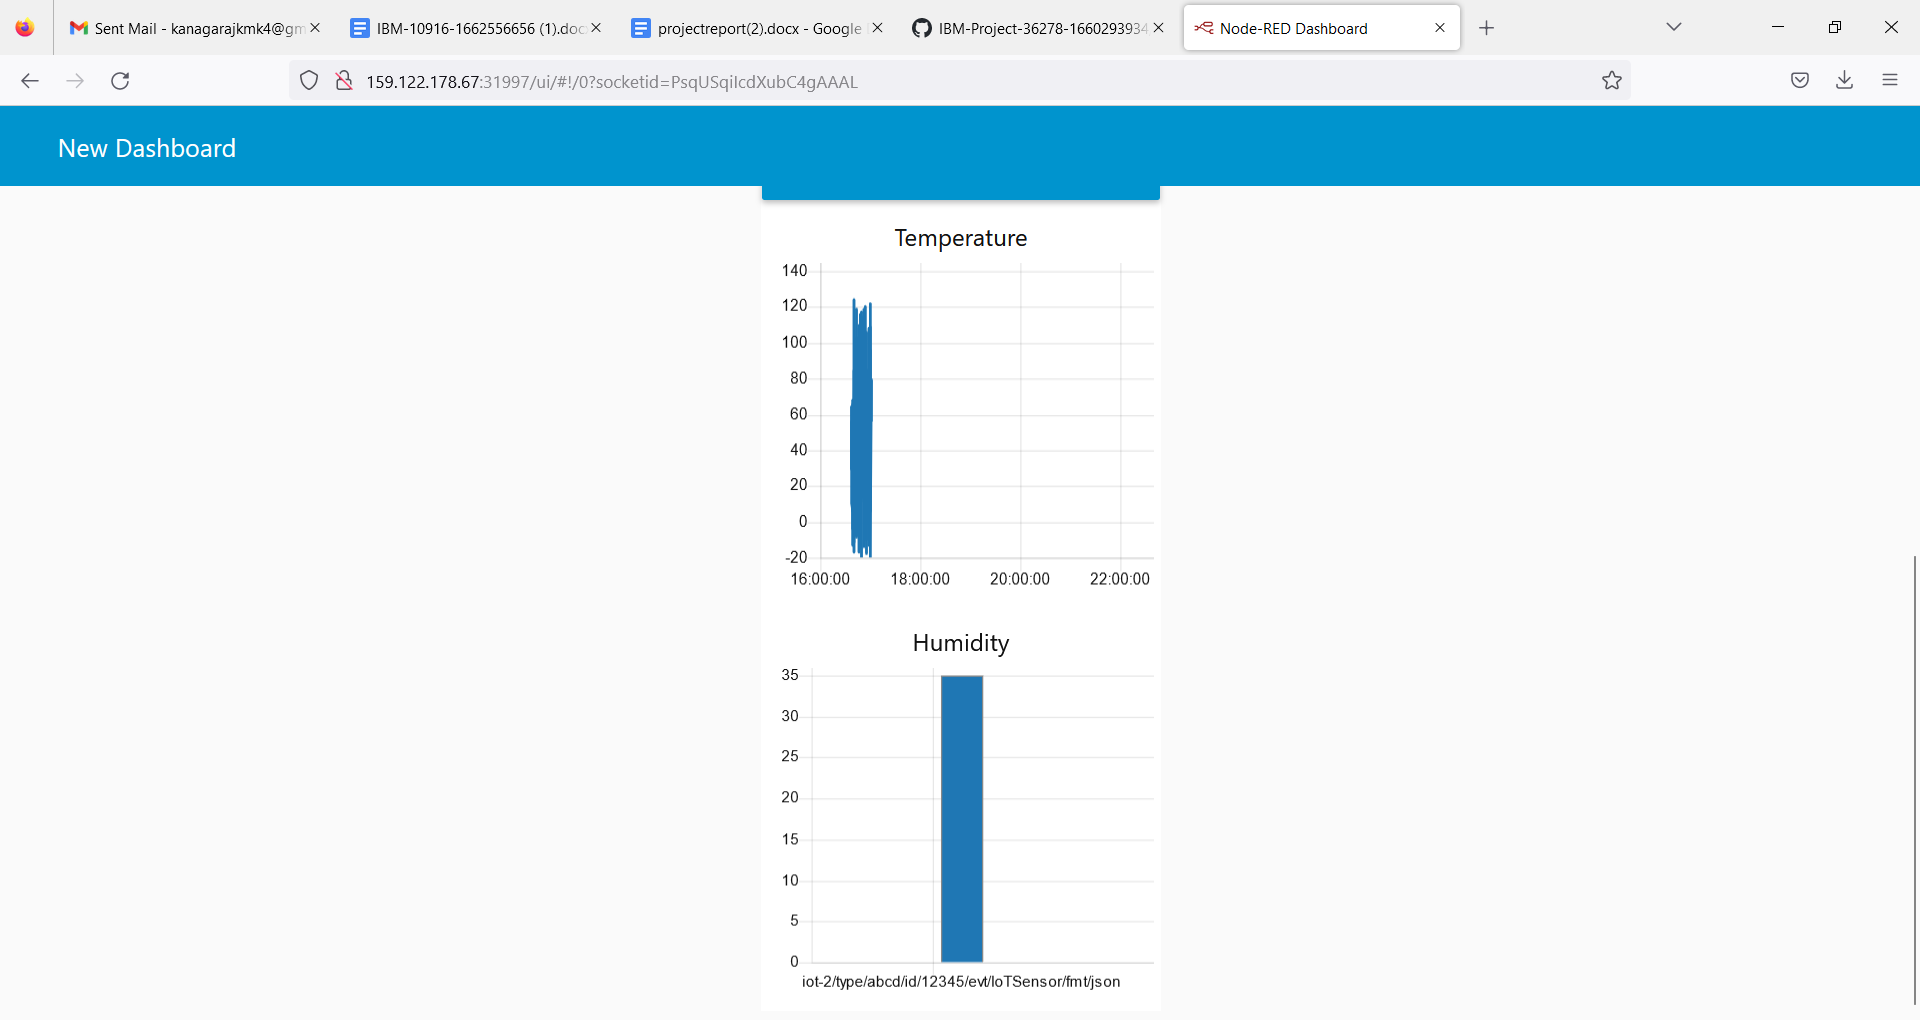 Sent Mail - kanagarajkmk4@gm
IBM-10916-1662556656 (1).doc
projectreport(2).docx - Google
IBM-Project-36278-1660293934
Node-RED Dashboard
159.122.178.67:31997/ui/#!/0?socketid=PsqUSqiIcdXubC4gAAAL
New Dashboard
Temperature
140
120
100
80
60
40
20
0
-20
16:00:00 18:00:00 20:00:00 22:00:00
Humidity
35
30
25
20
15
10
5
0
iot-2/type/abcd/id/12345/evt/IoTSensor/fmt/json